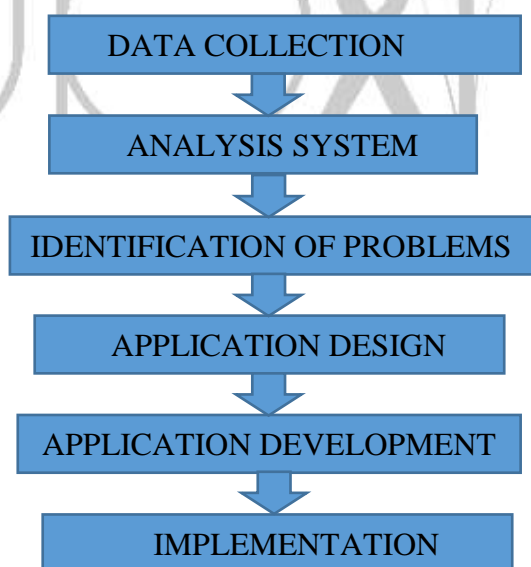 DATA COLLECTION
ANALYSIS SYSTEM
IDENTIFICATION OF PROBLEMS
APPLICATION DESIGN
APPLICATION DEVELOPMENT
IMPLEMENTATION